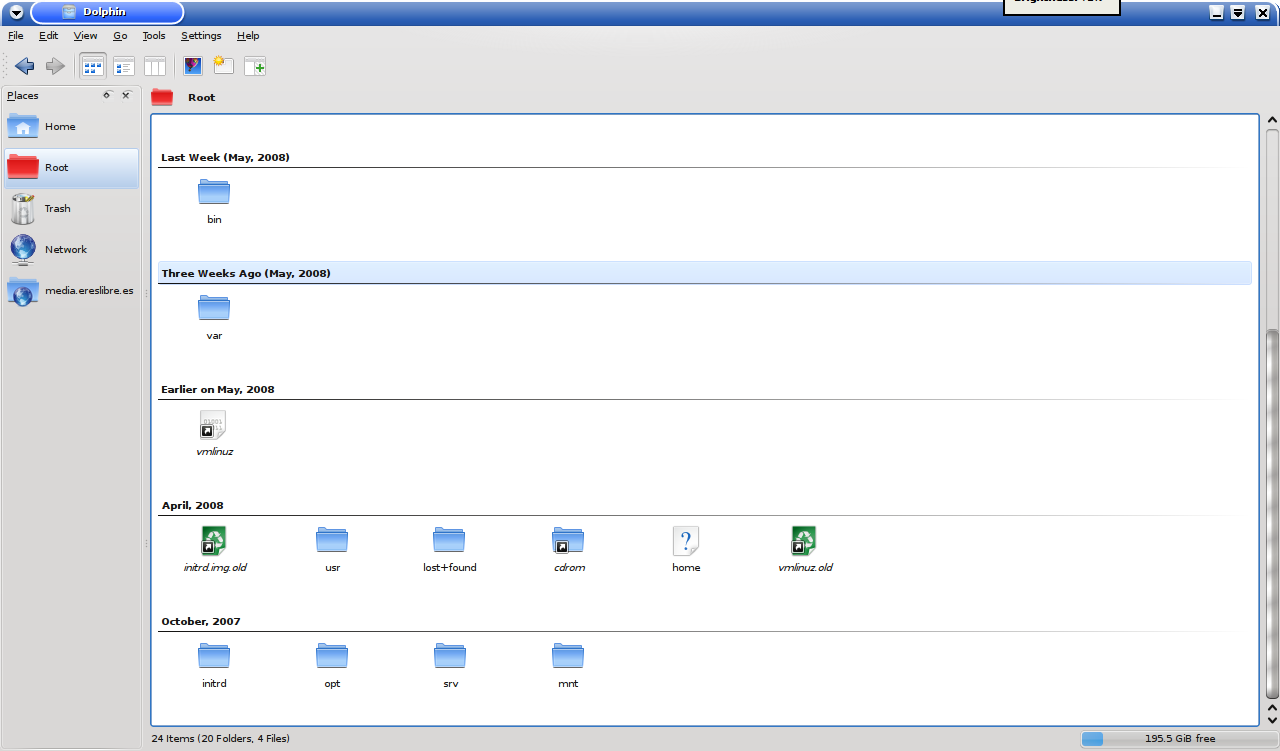 Dolphin
File Edit View Go Tools Settings Help
Places
Root
Home
Root
Trash
Network
media.ereslibre.es
Last Week (May, 2008)
bin
Three Weeks Ago (May, 2008)
var
Earlier on May, 2008
vmlinuz
April, 2008
initrd.img.old usr lost+found cdrom home vmlinuz.old
October, 2007
initrd opt srv mnt
24 Items (20 Folders, 4 Files)
195.5 GiB free